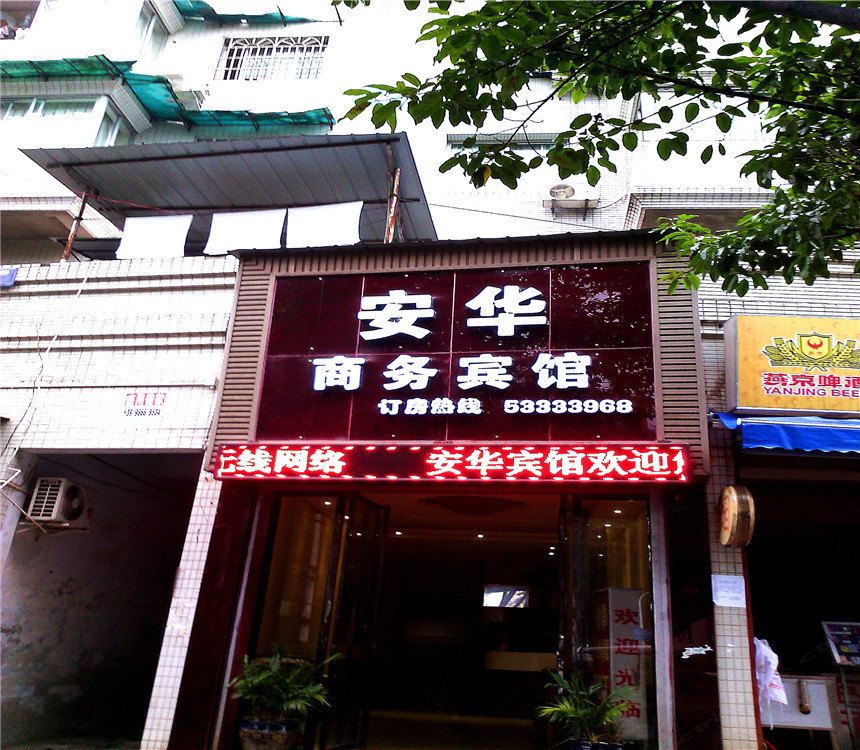 安华
商务宾馆
订房热线 53333968
线网络 安华宾馆欢迎
燕京啤酒
YANJING BEE
欢迎光临